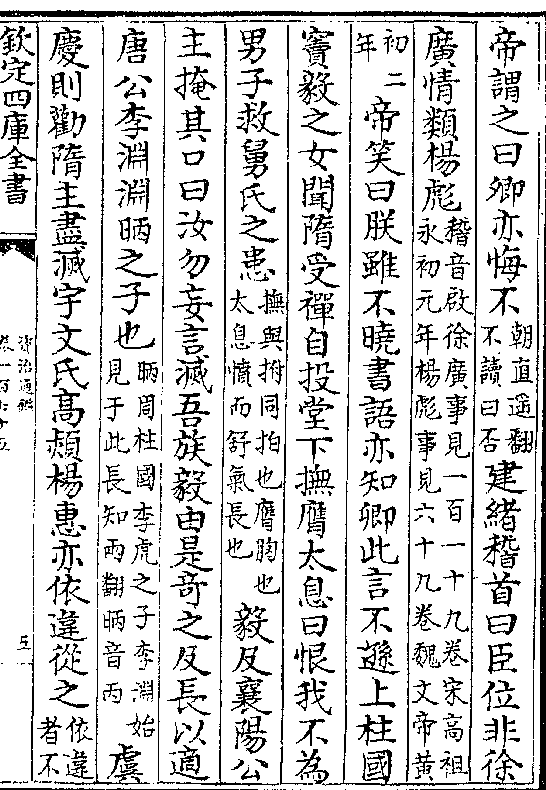 帝謂之曰卿亦悔不朝直遥翻不讀曰否建緒稽首曰臣位非徐
廣情類楊彪稽音啟徐廣事見一百一十九卷宋高祖永初元年楊彪事見六十九卷魏文帝黄
初二年帝笑曰朕雖不曉書語亦知卿此言不遜上柱國
竇毅之女聞隋受禪自投堂下撫膺太息曰恨我不為
男子救舅氏之患撫與拊同拍也膺胸也太息憤而舒氣長也毅及襄陽公
主掩其口曰汝勿妄言滅吾族毅由是奇之及長以適
唐公李淵淵昞之子也昞周柱國李虎之子李淵始見于此長知兩翻昞音丙虞
慶則勸隋主盡滅宇文氏高熲楊惠亦依違從之依違者不
欽定四庫全書
資治通鑑
卷一百七十五
五